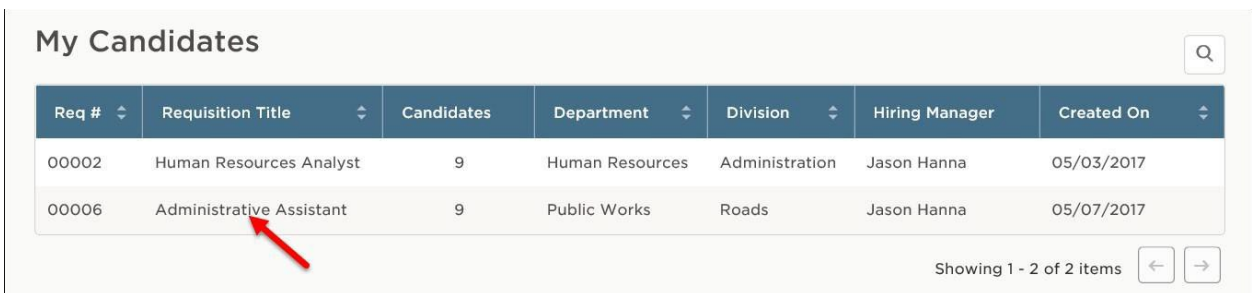 My Candidates
Req # Requisition Title Candidates Department Division Hiring Manager Created On
00002 Human Resources Analyst 9 Human Resources Administration Jason Hanna 05/03/2017
00006 Administrative Assistant 9 Public Works Roads Jason Hanna 05/07/2017
Showing 1 - 2 of 2 items